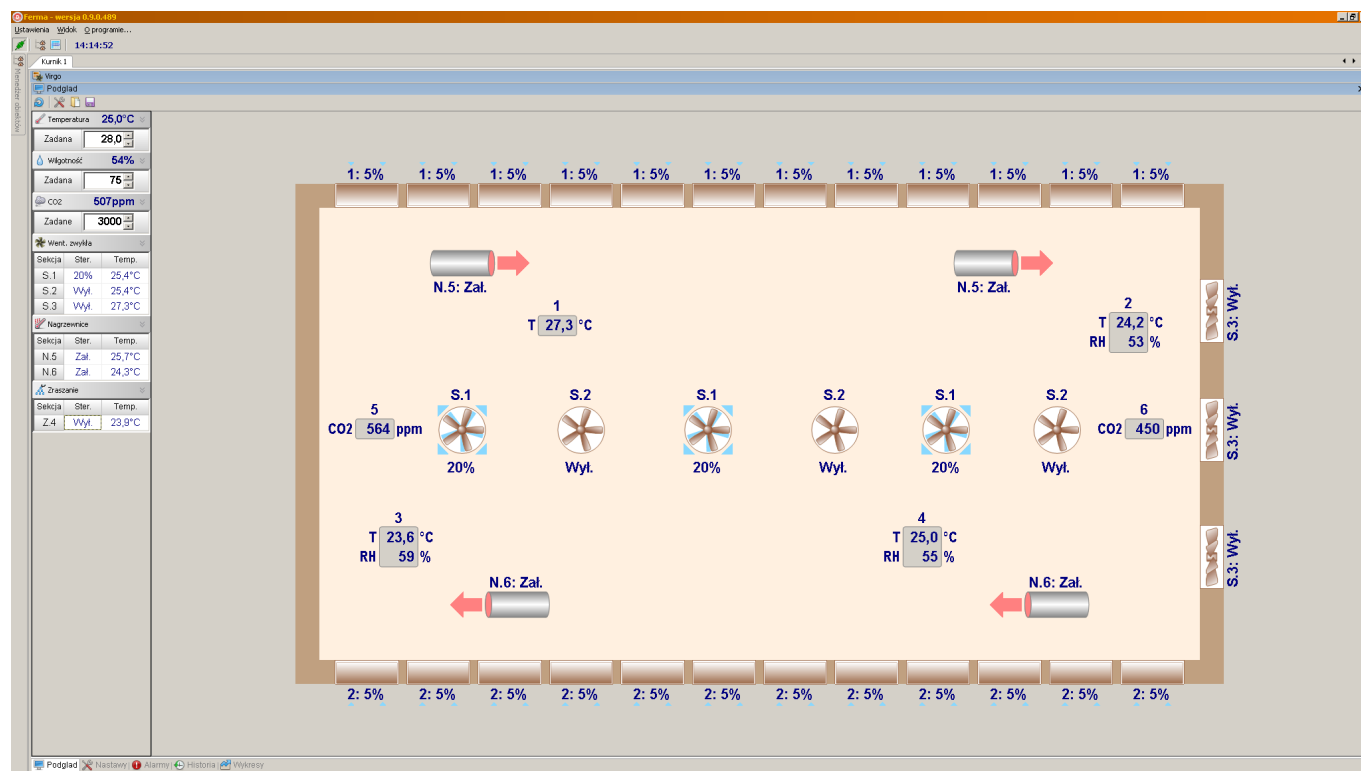 Ferma - wersja 0.9.0.489
Ustawienia Widok O programie...
14:14:52
Menedżer obiektów
Kurnik 1
Virgo
Podgląd
Temperatura 25,0°C
Zadana 28,0
Wilgotność 54%
Zadana 75
CO2 507ppm
Zadane 3000
Went. zwykła
Sekcja Ster. Temp.
S.1 20% 25,4°C
S.2 Wył. 25,4°C
S.3 Wył. 27,3°C
Nagrzewnice
Sekcja Ster. Temp.
N.5 Zał. 25,7°C
N.6 Zał. 24,3°C
Zraszanie
Sekcja Ster. Temp.
Z.4 Wył. 23,9°C
1: 5% 1: 5% 1: 5% 1: 5% 1: 5% 1: 5% 1: 5% 1: 5% 1: 5% 1: 5% 1: 5% 1: 5%
N.5: Zał. N.5: Zał.
1
T 27,3 °C
2
T 24,2 °C
RH 53 %
S.3: Wył.
S.1 S.2 S.1 S.2 S.1 S.2
5
CO2 564 ppm
6
CO2 450 ppm
20% Wył. 20% Wył. 20% Wył.
S.3: Wył.
3
T 23,6 °C
RH 59 %
4
T 25,0 °C
RH 55 %
S.3: Wył.
N.6: Zał. N.6: Zał.
2: 5% 2: 5% 2: 5% 2: 5% 2: 5% 2: 5% 2: 5% 2: 5% 2: 5% 2: 5% 2: 5% 2: 5%
Podgląd Nastawy Alarmy Historia Wykresy